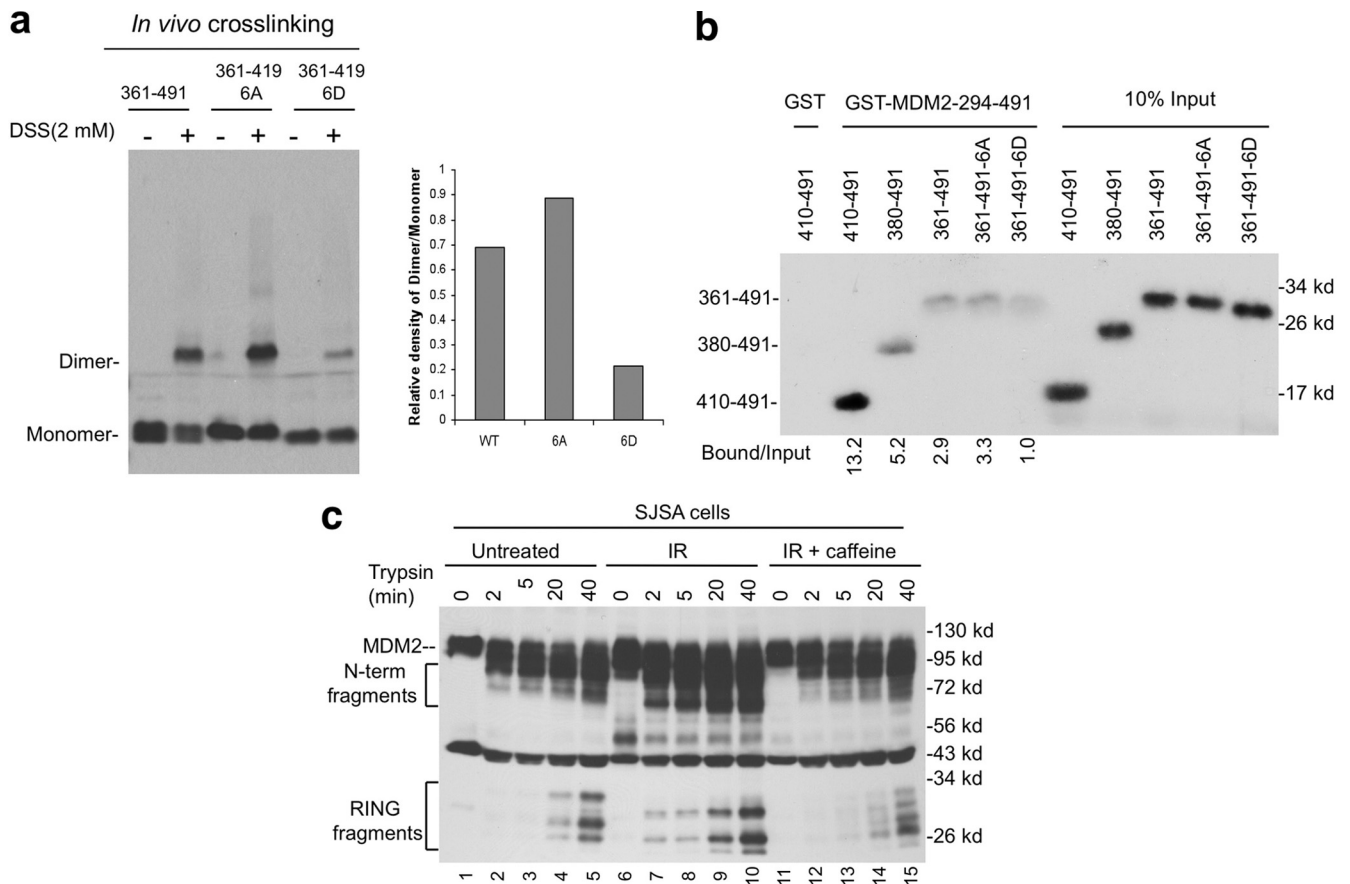 a
In vivo crosslinking
361-491
361-419
6A
361-419
6D
DSS(2 mM)
- + - + - +
Dimer-
Monomer-
Relative density of Dimer/Monomer
1
0.9
0.8
0.7
0.6
0.5
0.4
0.3
0.2
0.1
0
WT 6A 6D
b
GST GST-MDM2-294-491 10% Input
410-491 410-491 380-491 361-491 361-491-6A 361-491-6D 410-491 380-491 361-491 361-491-6A 361-491-6D
361-491-
380-491-
410-491-
-34 kd
-26 kd
-17 kd
Bound/Input 13.2 5.2 2.9 3.3 1.0
c
SJSA cells
Untreated IR IR + caffeine
Trypsin
(min)
0 2 5 20 40 0 2 5 20 40 0 2 5 20 40
MDM2--
N-term
fragments
RING
fragments
-130 kd
-95 kd
-72 kd
-56 kd
-43 kd
-34 kd
-26 kd
1 2 3 4 5 6 7 8 9 10 11 12 13 14 15